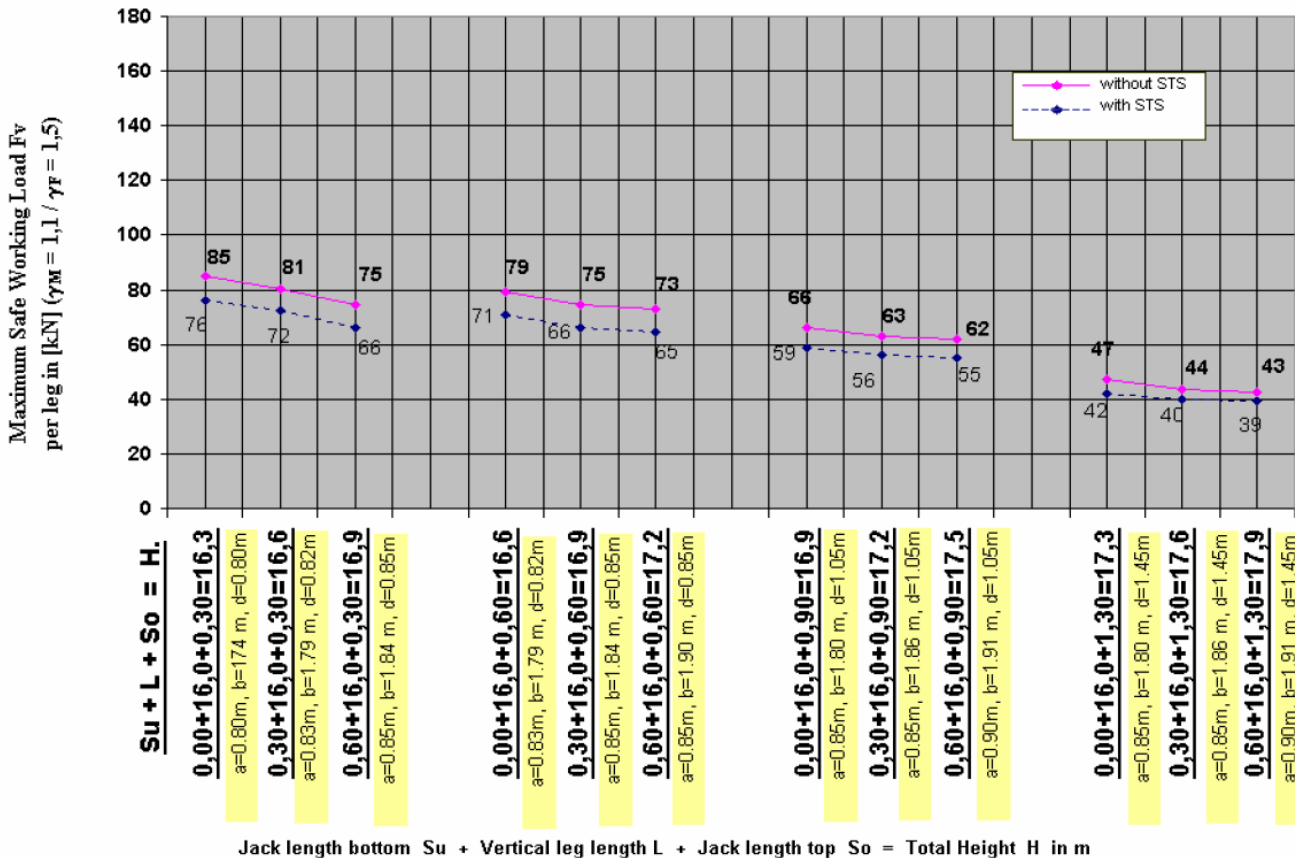 Maximum Safe Working Load Fv
per leg in [kN] (γM = 1,1 / γF = 1,5)
180
160
140
120
100
80
60
40
20
0
without STS
with STS
85
81
75
76
72
66
79
75
73
71
66
65
66
63
62
59
56
55
47
44
43
42
40
39
Su + L + So = H.
0,00+16,0+0,30=16,3
a=0.80m, b=174 m, d=0.80m
0,30+16,0+0,30=16,6
a=0.83m, b=1.79 m, d=0.82m
0,60+16,0+0,30=16,9
a=0.85m, b=1.84 m, d=0.85m
0,00+16,0+0,60=16,6
a=0.83m, b=1.79 m, d=0.82m
0,30+16,0+0,60=16,9
a=0.85m, b=1.84 m, d=0.85m
0,60+16,0+0,60=17,2
a=0.85m, b=1.90 m, d=0.85m
0,00+16,0+0,90=16,9
a=0.85m, b=1.80 m, d=1.05m
0,30+16,0+0,90=17,2
a=0.85m, b=1.86 m, d=1.05m
0,60+16,0+0,90=17,5
a=0.90m, b=1.91 m, d=1.05m
0,00+16,0+1,30=17,3
a=0.85m, b=1.80 m, d=1.45m
0,30+16,0+1,30=17,6
a=0.85m, b=1.86 m, d=1.45m
0,60+16,0+1,30=17,9
a=0.90m, b=1.91 m, d=1.45m
Jack length bottom Su + Vertical leg length L + Jack length top So = Total Height H in m